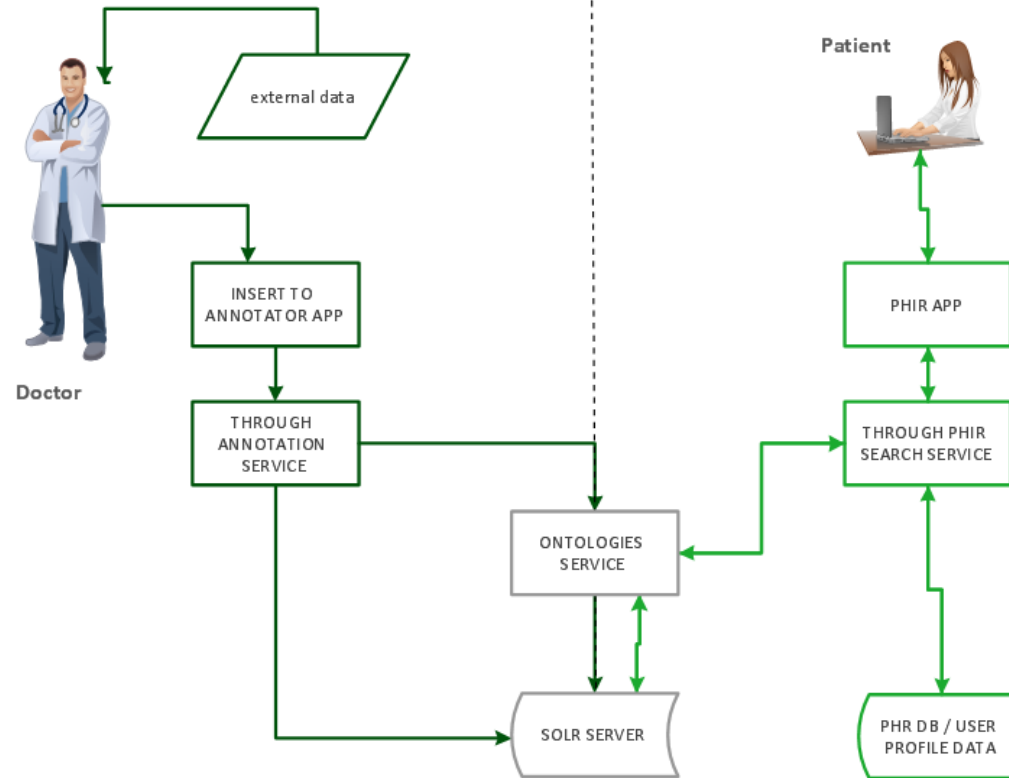 Patient
external data
INSERT TO
ANNOTATOR APP
PHIR APP
Doctor
THROUGH
ANNOTATION
SERVICE
THROUGH PHIR
SEARCH SERVICE
ONTOLOGIES
SERVICE
SOLR SERVER
PHR DB / USER
PROFILE DATA